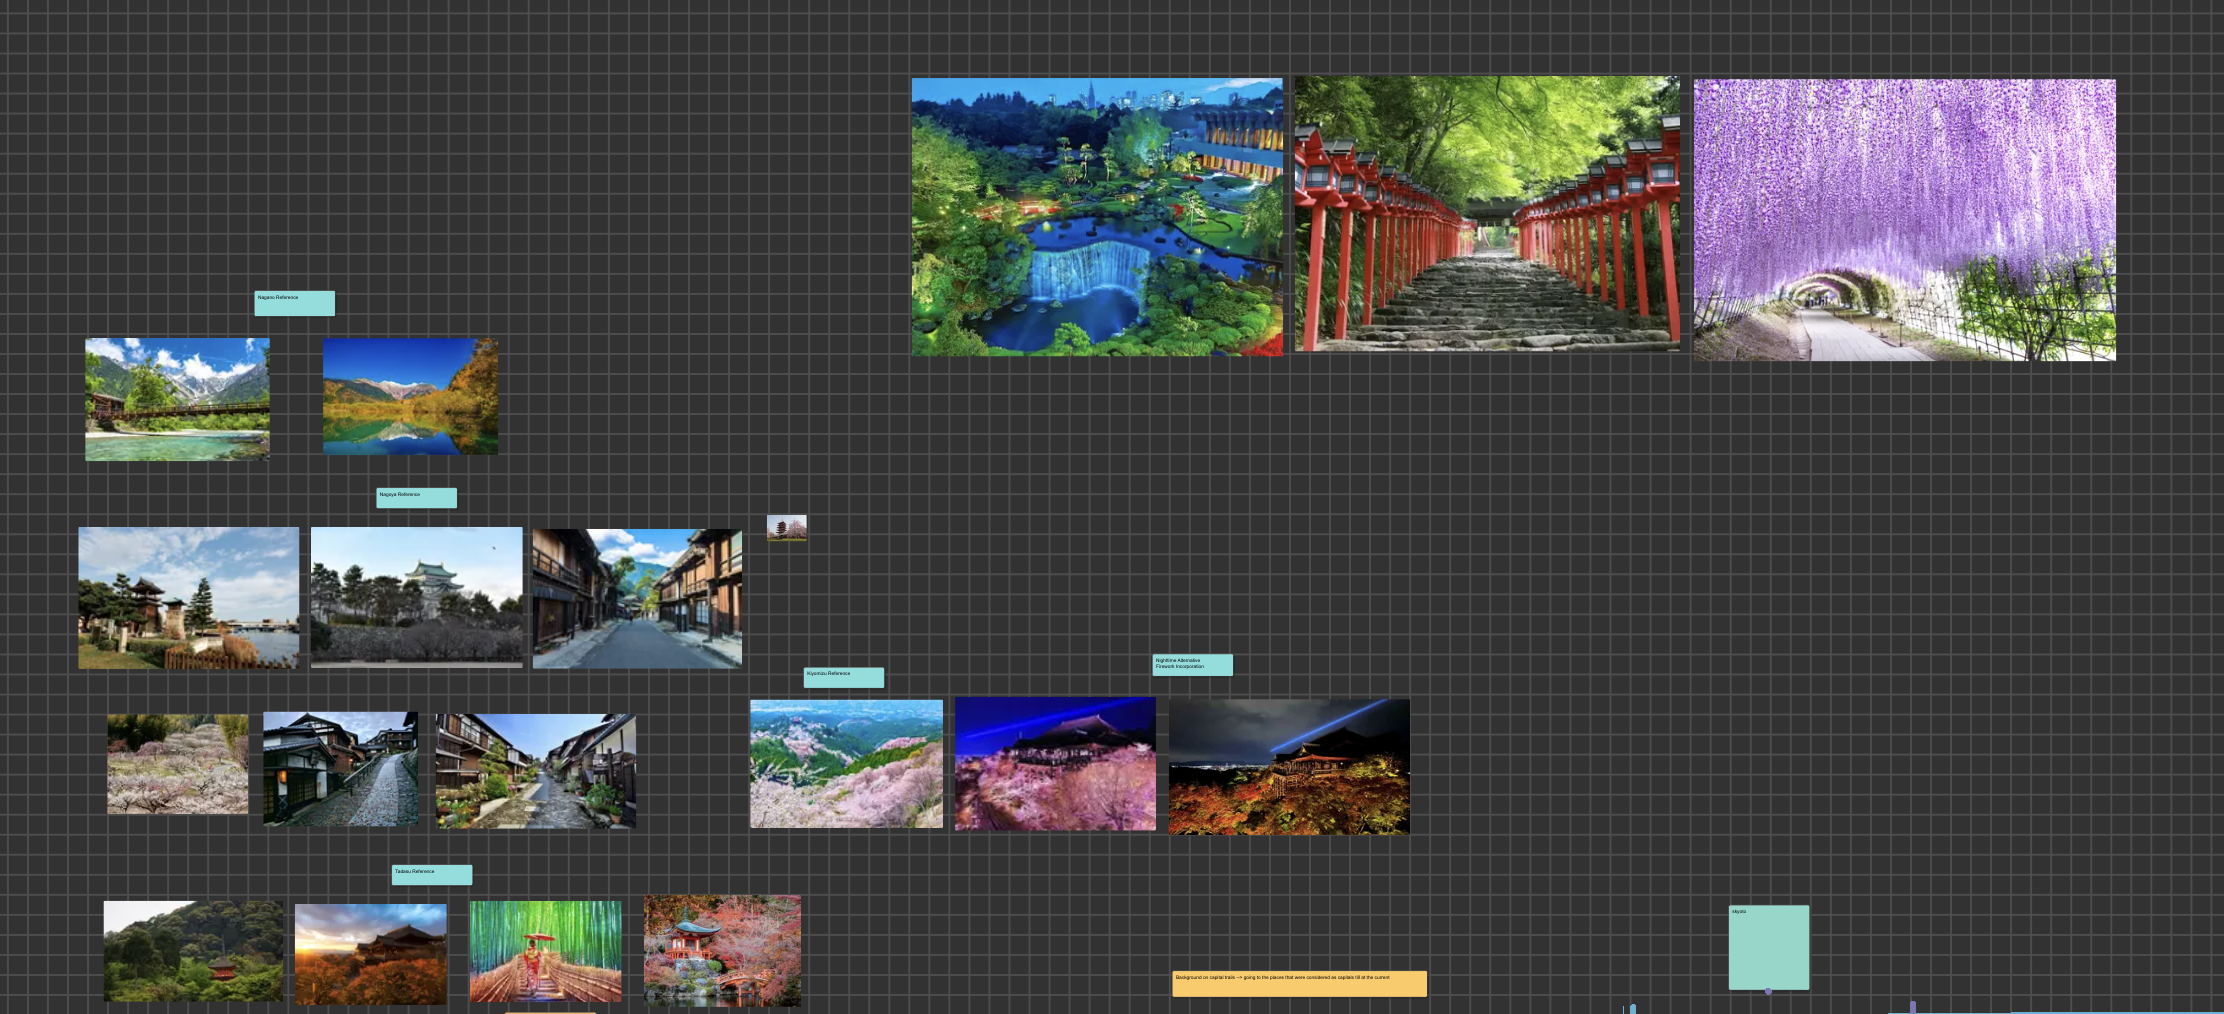 Nagano Reference
Nagoya Reference
Nighttime Alternative
Firework Incorporation
Kiyomizu Reference
Tadasu Reference
skyoto
Background on capital trails --> going to the places that were considered as capitals till at the current